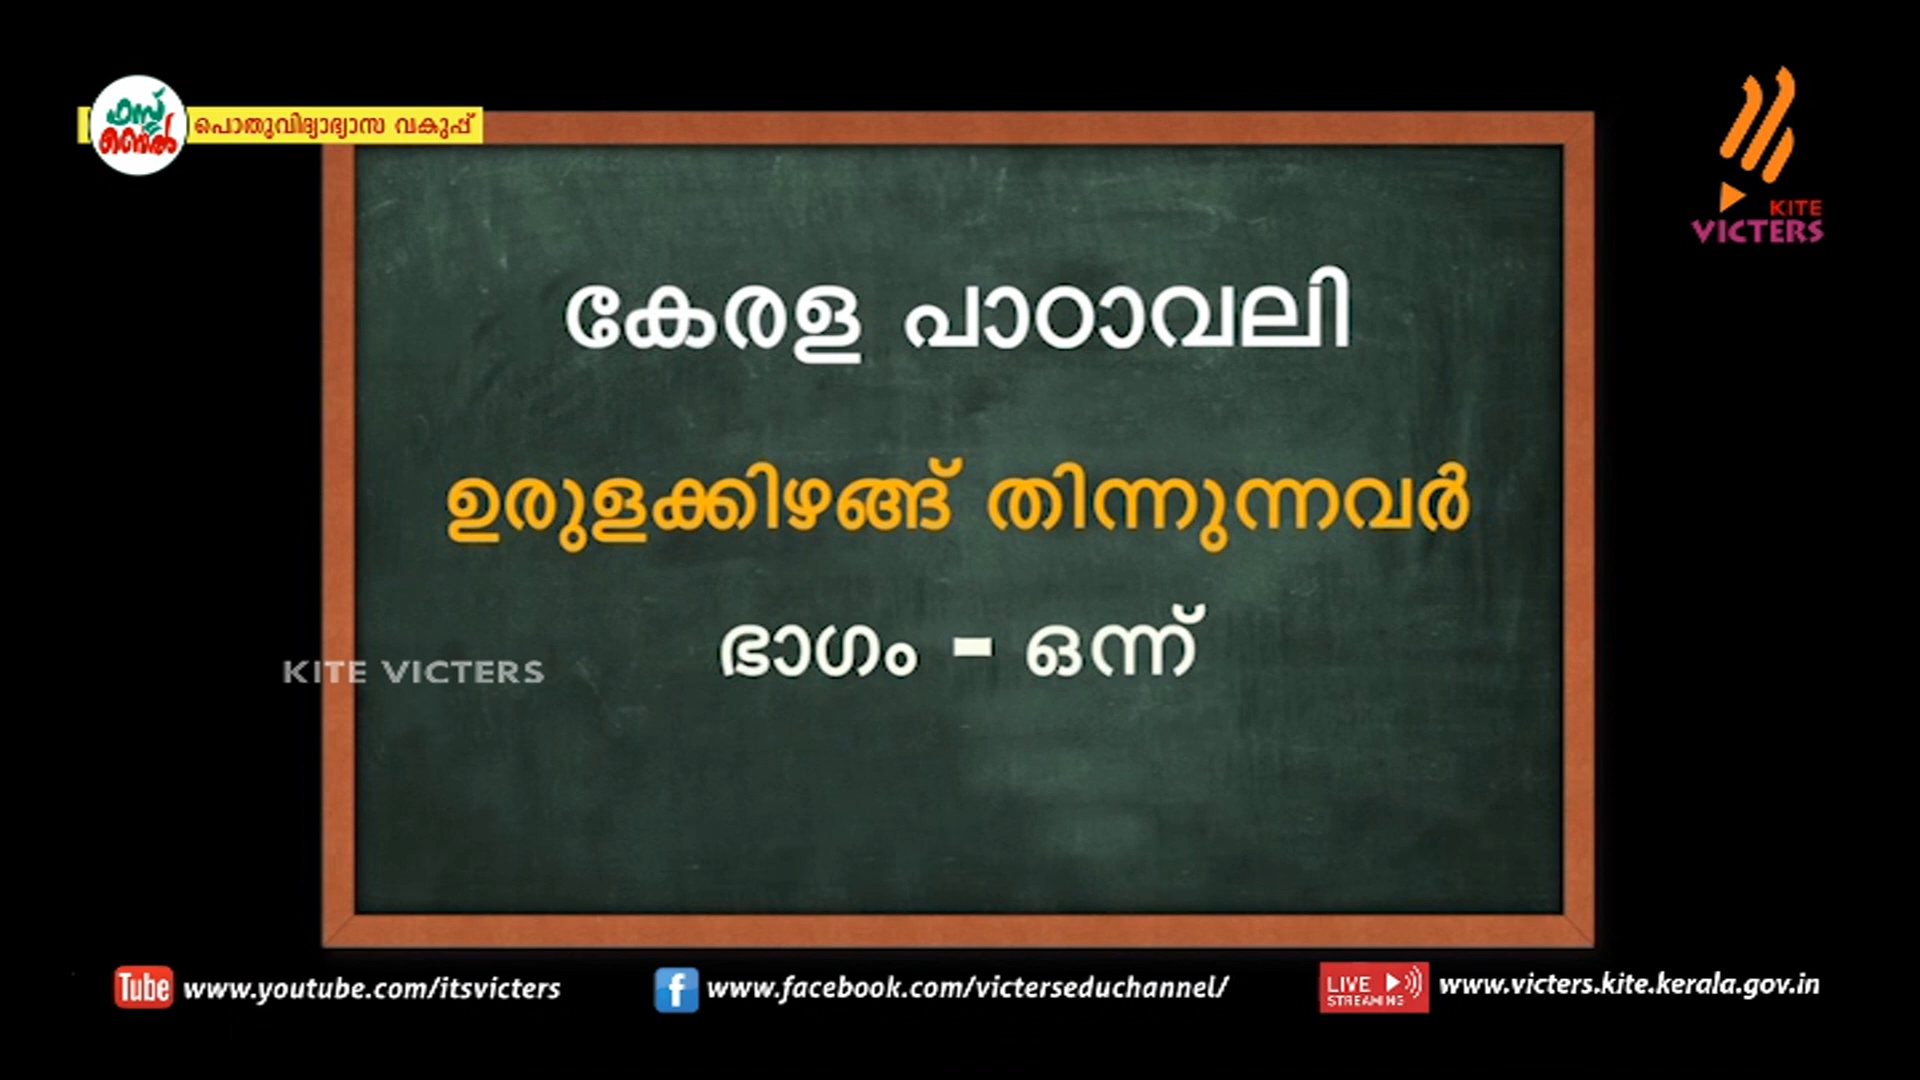 ഫസ്റ്റ് ബെൽ
പൊതുവിദ്യാഭ്യാസ വകുപ്പ്
KITE
VICTERS
കേരള പാഠാവലി
ഉരുളക്കിഴങ്ങ് തിന്നുന്നവർ
ഭാഗം - ഒന്ന്
KITE VICTERS
Tube www.youtube.com/itsvicters
f www.facebook.com/victerseduchannel/
LIVE STREAMING www.victers.kite.kerala.gov.in